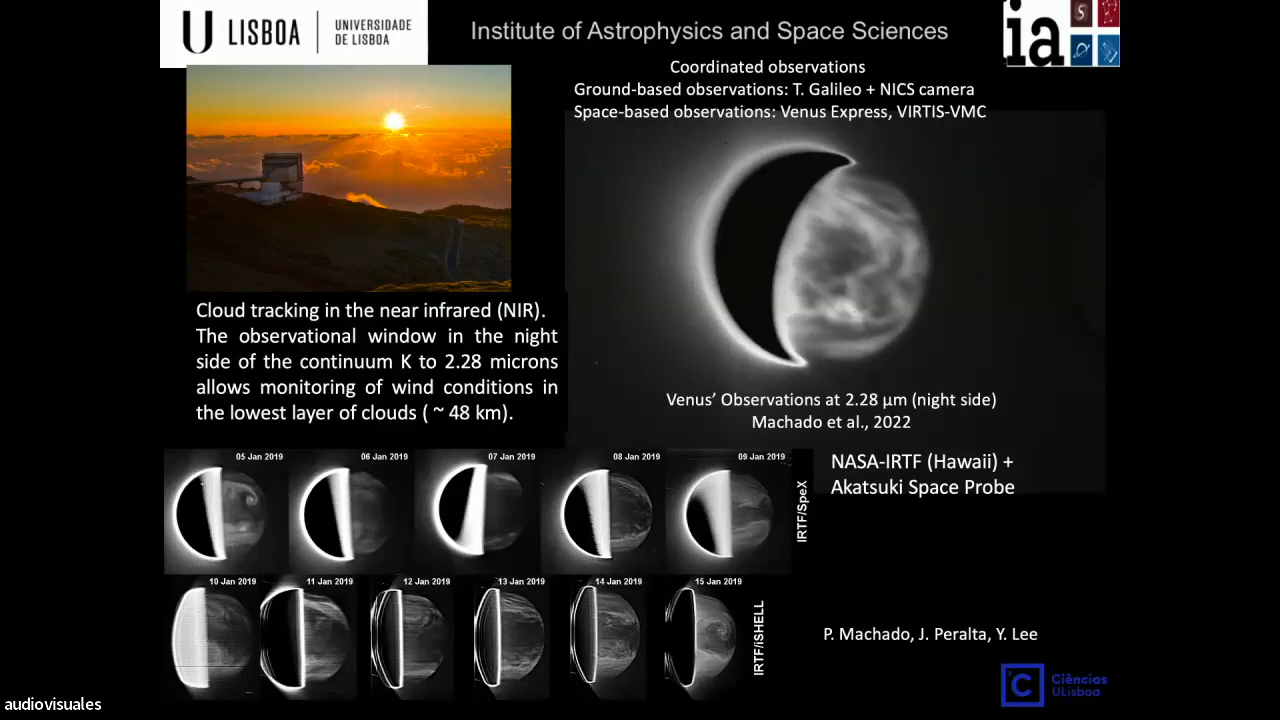 LISBOA
UNIVERSIDADE
DE LISBOA
Institute of Astrophysics and Space Sciences
ia
Coordinated observations
Ground-based observations: T. Galileo + NICS camera
Space-based observations: Venus Express, VIRTIS-VMC
Cloud tracking in the near infrared (NIR).
The observational window in the night
side of the continuum K to 2.28 microns
allows monitoring of wind conditions in
the lowest layer of clouds ( ~ 48 km).
Venus’ Observations at 2.28 µm (night side)
Machado et al., 2022
NASA-IRTF (Hawaii) +
Akatsuki Space Probe
05 Jan 2019
06 Jan 2019
07 Jan 2019
08 Jan 2019
09 Jan 2019
IRTF/SpeX
10 Jan 2019
11 Jan 2019
12 Jan 2019
13 Jan 2019
14 Jan 2019
15 Jan 2019
IRTF/iSHELL
P. Machado, J. Peralta, Y. Lee
C
Ciências
ULisboa
audiovisuales